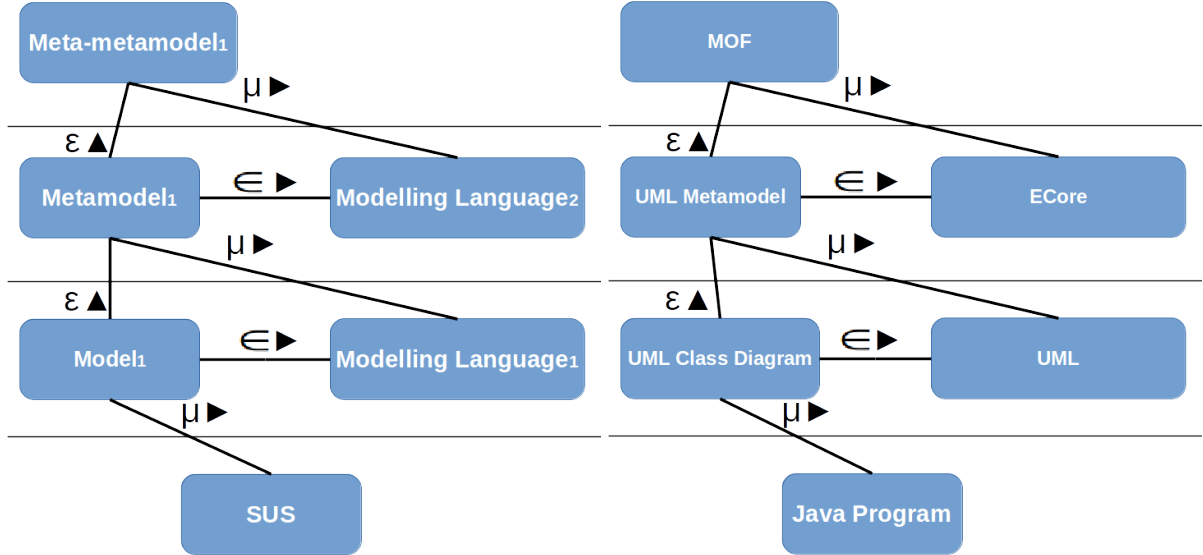 Meta-metamodel1
MOF
μ ►
μ ►
ε ▲
ε ▲
Metamodel1
∈ ►
Modelling Language2
UML Metamodel
∈ ►
ECore
μ ►
μ ►
ε ▲
ε ▲
Model1
∈ ►
Modelling Language1
UML Class Diagram
∈ ►
UML
μ ►
μ ►
SUS
Java Program